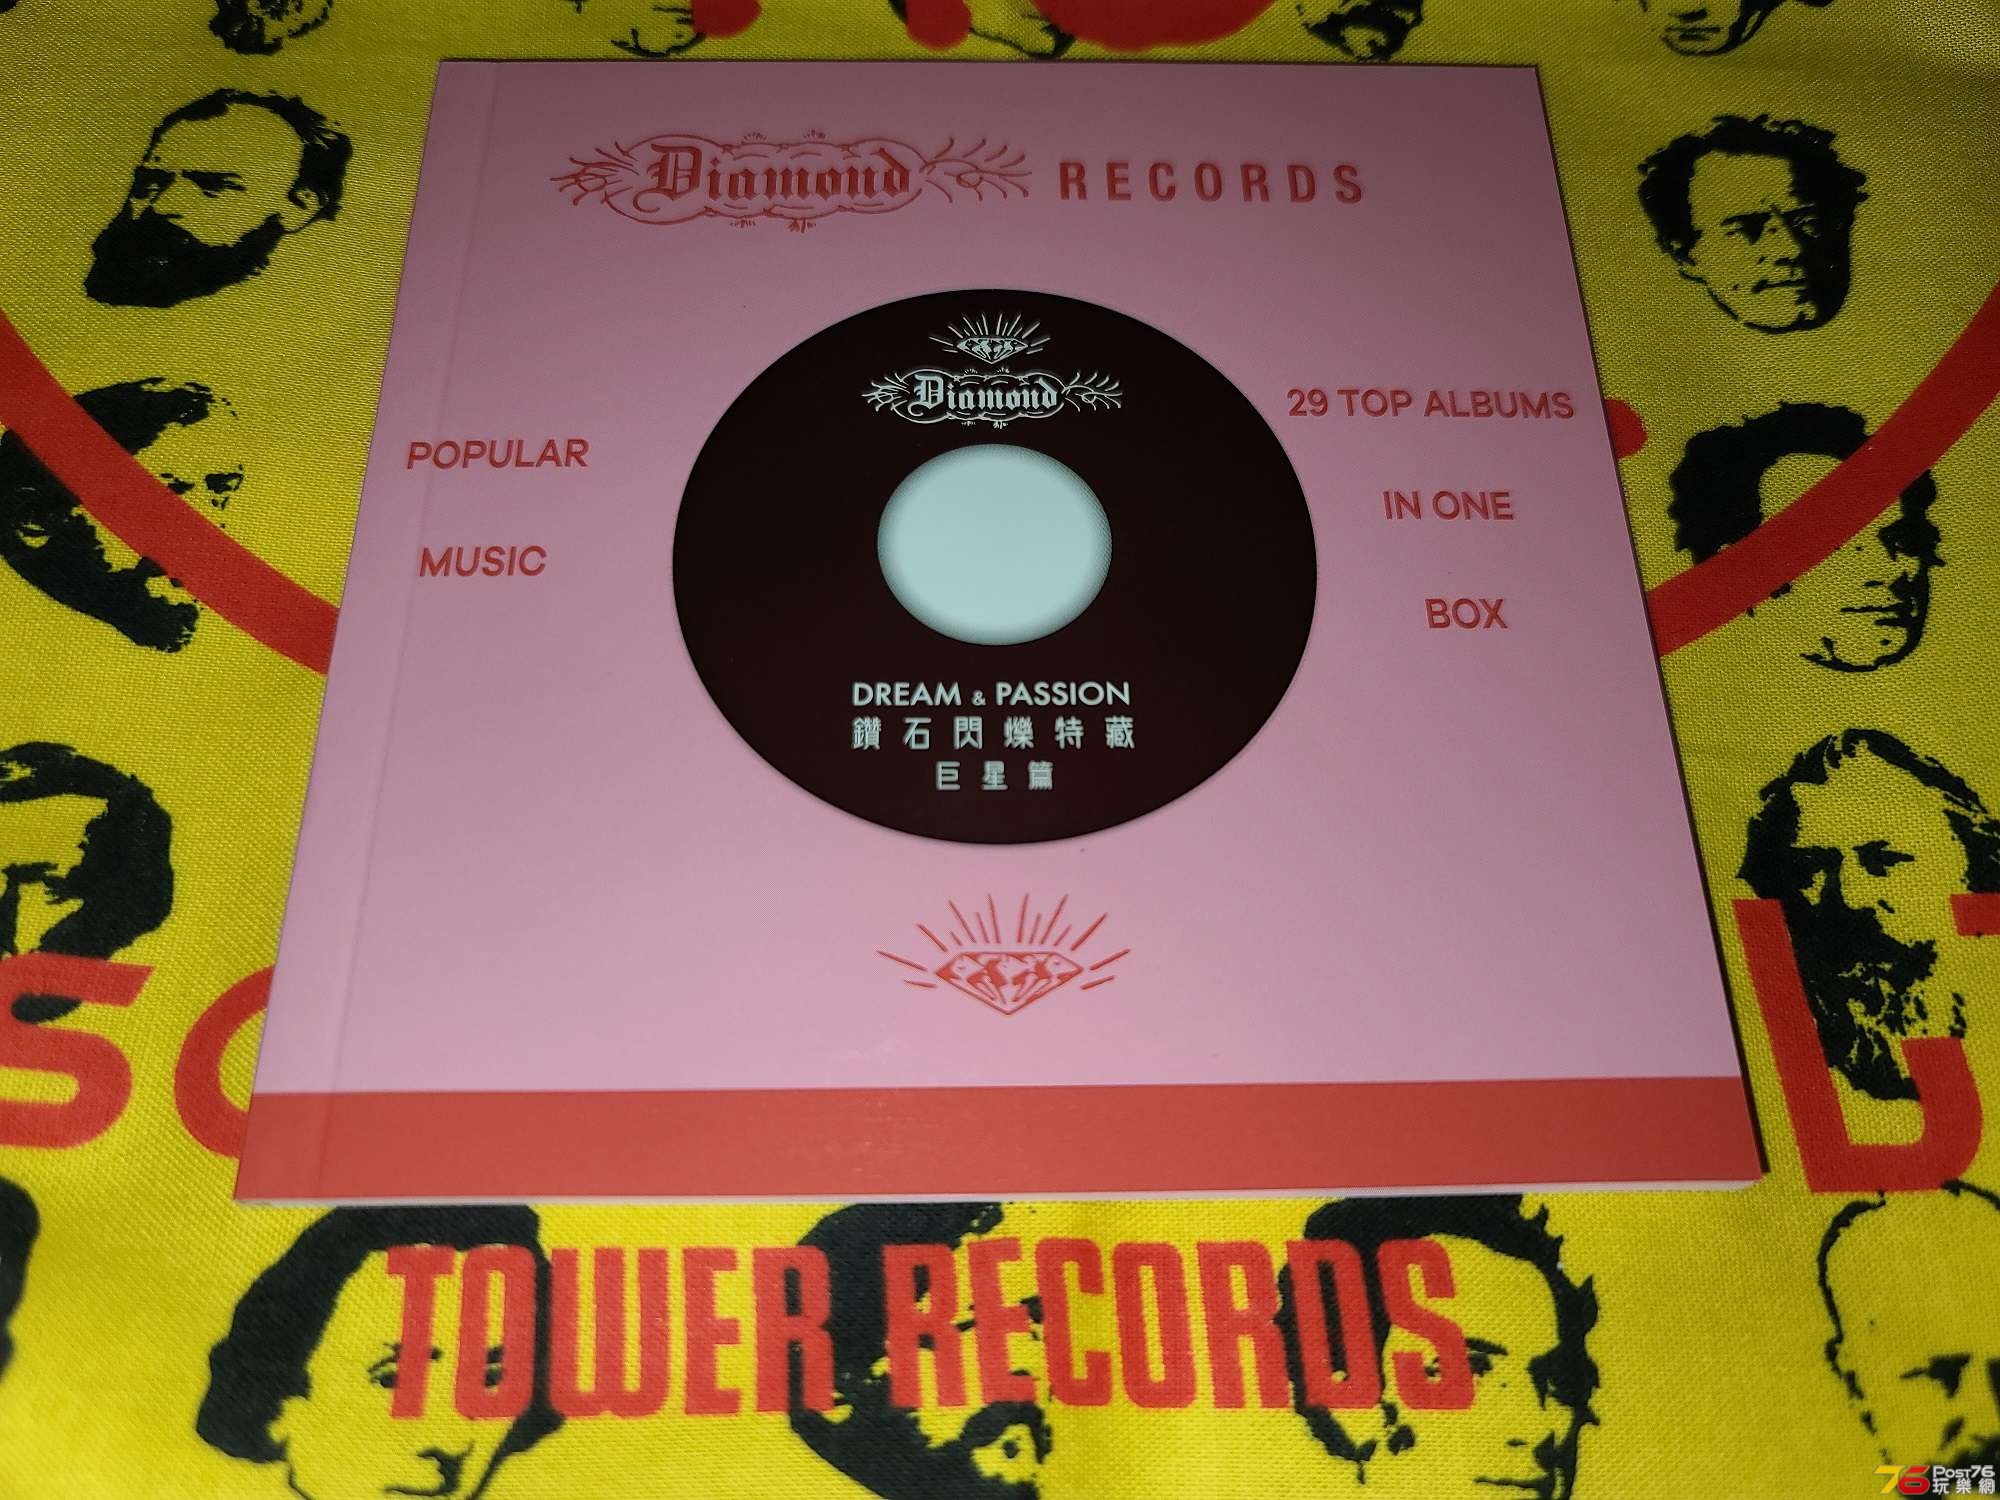 Diamond RECORDS
POPULAR
MUSIC
Diamond
29 TOP ALBUMS
IN ONE
BOX
DREAM & PASSION
鑽石閃爍特藏
巨星篇
TOWER RECORDS
Post76
玩樂網